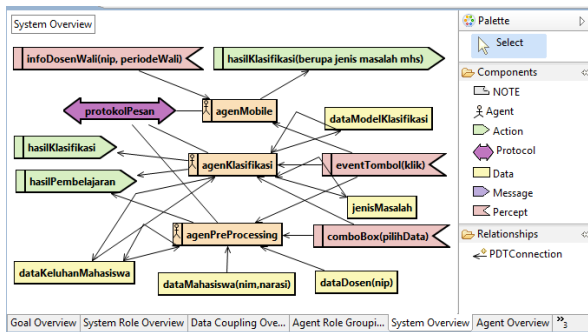 System Overview
infoDosenWali(nip, periodeWali)
hasilKlasifikasi(berupa jenis masalah mhs)
protokolPesan
agenMobile
dataModelKlasifikasi
hasilKlasifikasi
agenKlasifikasi
eventTombol(klik)
hasilPembelajaran
jenisMasalah
agenPreProcessing
comboBox(pilihData)
dataKeluhanMahasiswa
dataMahasiswa(nim,narasi)
dataDosen(nip)
Palette
Select
Components
NOTE
Agent
Action
Protocol
Data
Message
Percept
Relationships
PDTConnection
Goal Overview System Role Overview Data Coupling Ove... Agent Role Groupi... System Overview Agent Overview »3